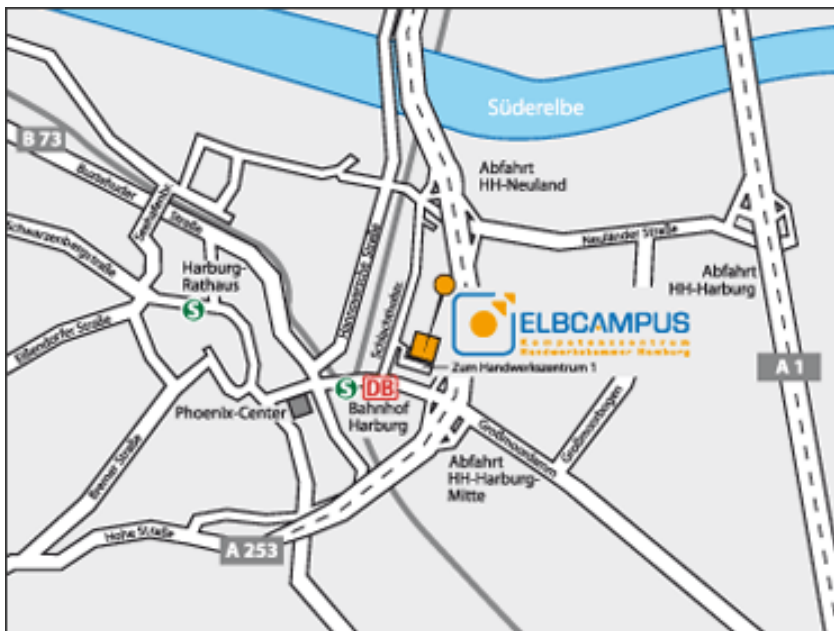 Süderelbe
B 73
Abfahrt
HH-Neuland
Buxtehuder
Straße
Seehafenbr.
Neuländer Straße
Schwarzenbergstraße
Harburg-
Rathaus
Hannoversche Straße
Abfahrt
HH-Harburg
S
Schlachthofstr.
ELBCAMPUS
Kompetenzzentrum
Handwerkskammer Hamburg
Eißendorfer Straße
Zum Handwerkszentrum 1
A 1
S
DB
Phoenix-Center
Bahnhof
Harburg
Großmoordamm
Großmoorbogen
Bremer Straße
Abfahrt
HH-Harburg-
Mitte
Hohe Straße
A 253